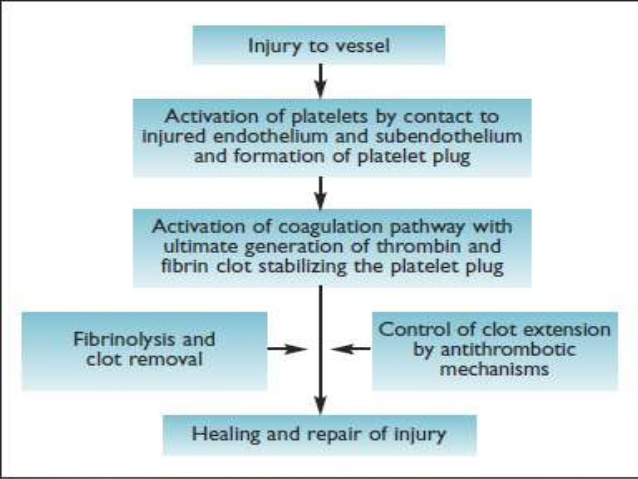 Injury to vessel
Activation of platelets by contact to
injured endothelium and subendothelium
and formation of platelet plug
Activation of coagulation pathway with
ultimate generation of thrombin and
fibrin clot stabilizing the platelet plug
Fibrinolysis and
clot removal
Control of clot extension
by antithrombotic
mechanisms
Healing and repair of injury